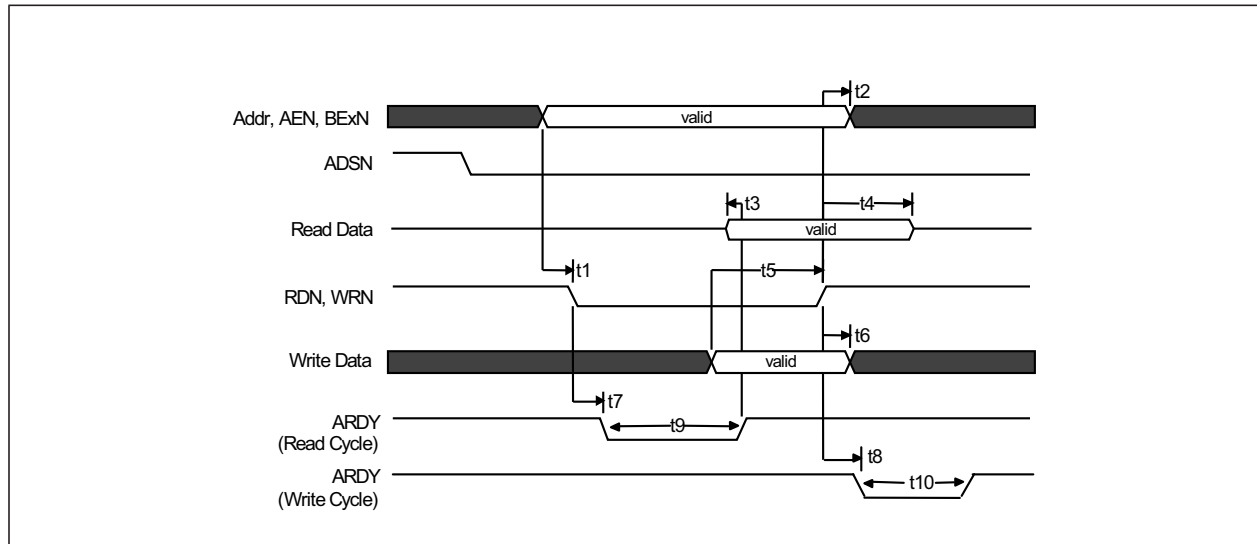 t2
Addr, AEN, BExN
valid
ADSN
t3
t4
Read Data
valid
t1
t5
RDN, WRN
t6
Write Data
valid
t7
ARDY
(Read Cycle)
t9
t8
ARDY
(Write Cycle)
t10